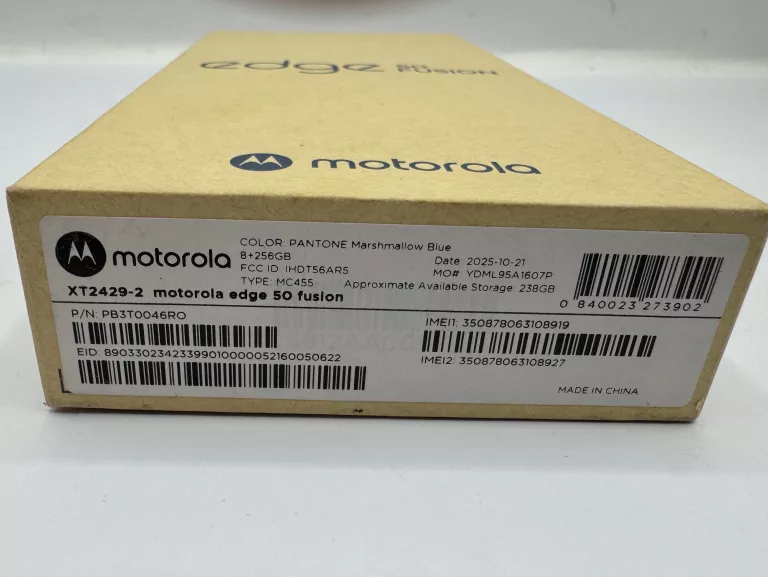 edge 50
FUSION
motorola
motorola
COLOR: PANTONE Marshmallow Blue
8+256GB
Date: 2025-10-21
FCC ID: IHDT56AR5
MO# YDML95A1607P
TYPE: MC455
Approximate Available Storage: 238GB
0 840023 273902
XT2429-2 motorola edge 50 fusion
P/N: PB3T0046RO
IMEI1: 350878063108919
EID: 89033023423399010000052160050622
IMEI2: 350878063108927
MADE IN CHINA